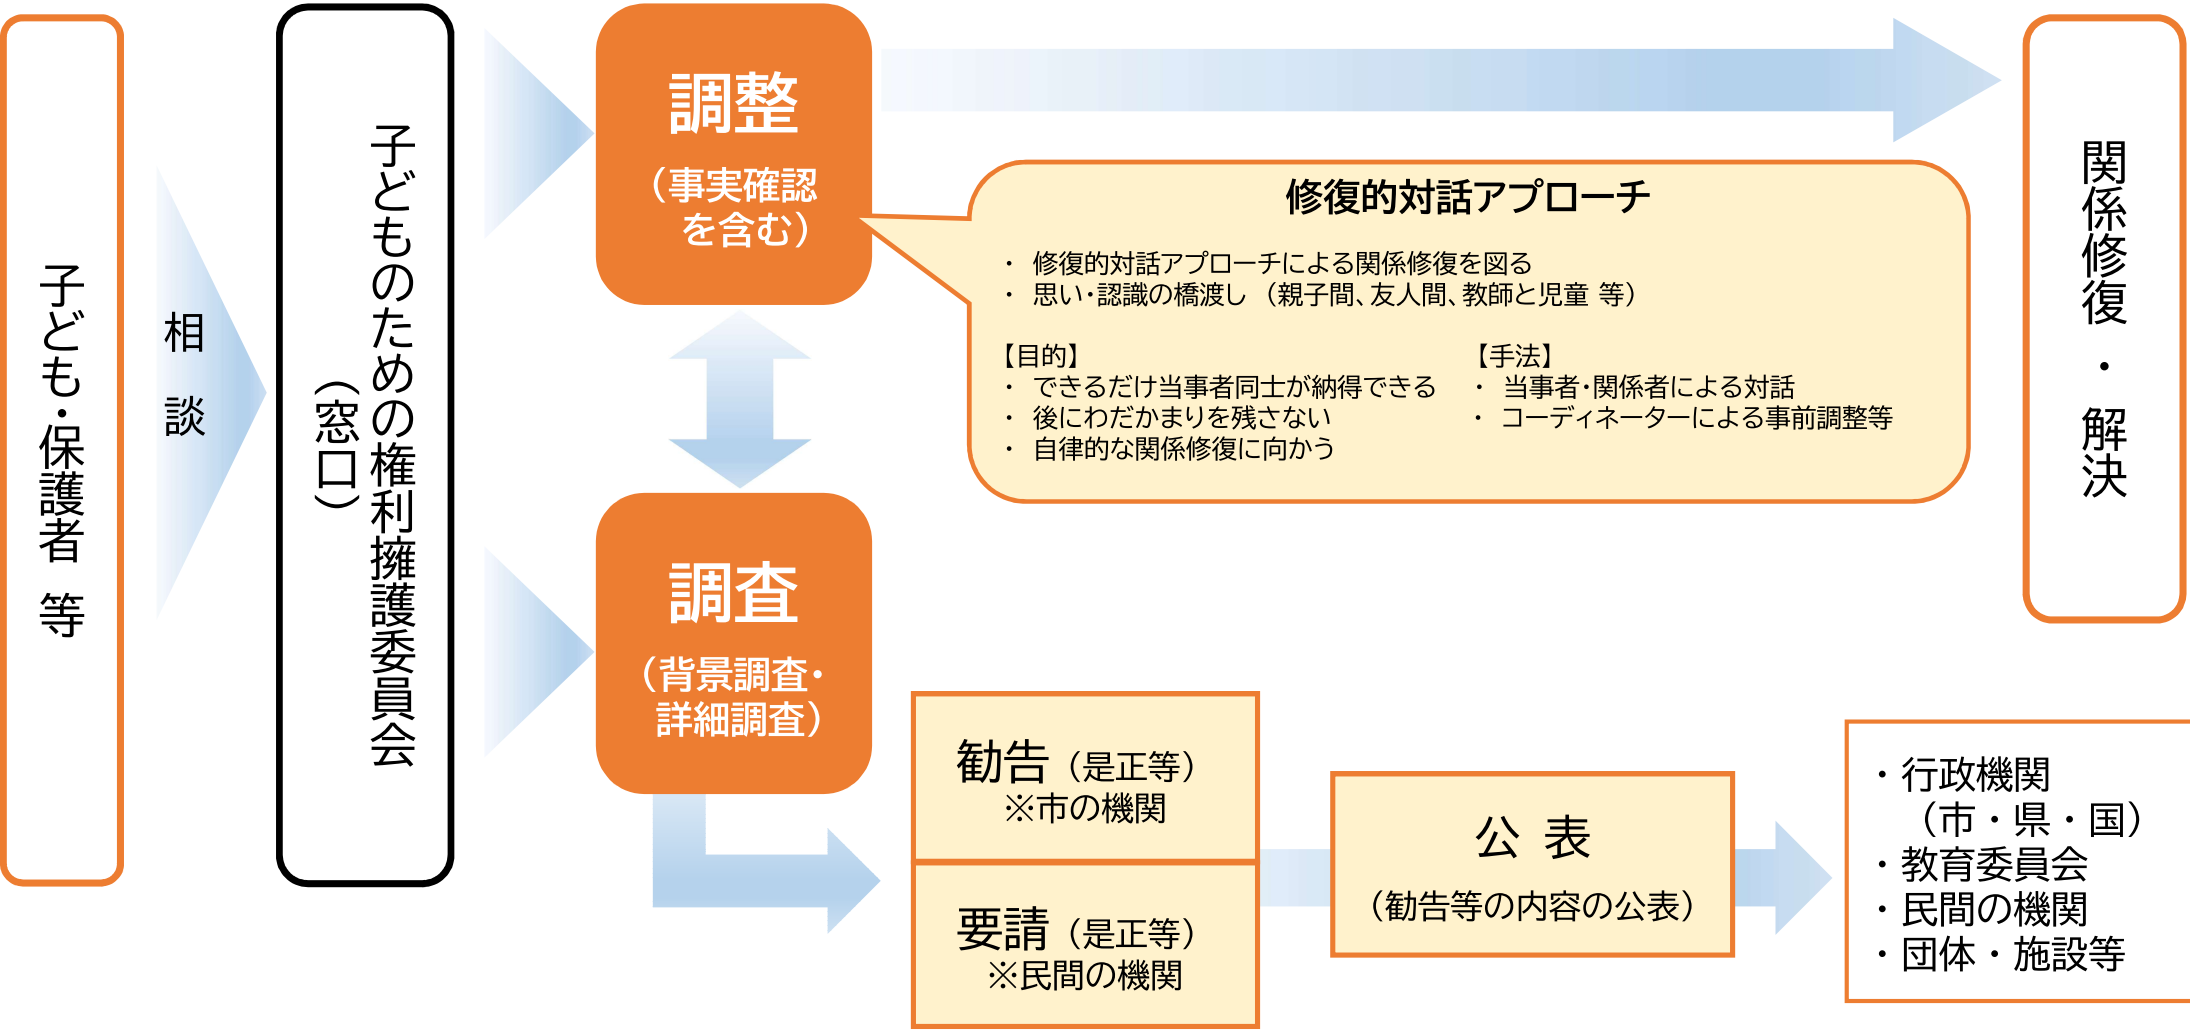 子ども・保護者 等
相談
子どものための権利擁護委員会
（窓口）
調整
（事実確認
を含む）
修復的対話アプローチ
・ 修復的対話アプローチによる関係修復を図る
・ 思い・認識の橋渡し （親子間、友人間、教師と児童 等）
【目的】
・ できるだけ当事者同士が納得できる
・ 後にわだかまりを残さない
・ 自律的な関係修復に向かう
【手法】
・ 当事者・関係者による対話
・ コーディネーターによる事前調整等
関係修復 ・ 解決
調査
（背景調査・
詳細調査）
勧告（是正等）
※市の機関
要請（是正等）
※民間の機関
公 表
（勧告等の内容の公表）
・行政機関
（市・県・国）
・教育委員会
・民間の機関
・団体・施設等